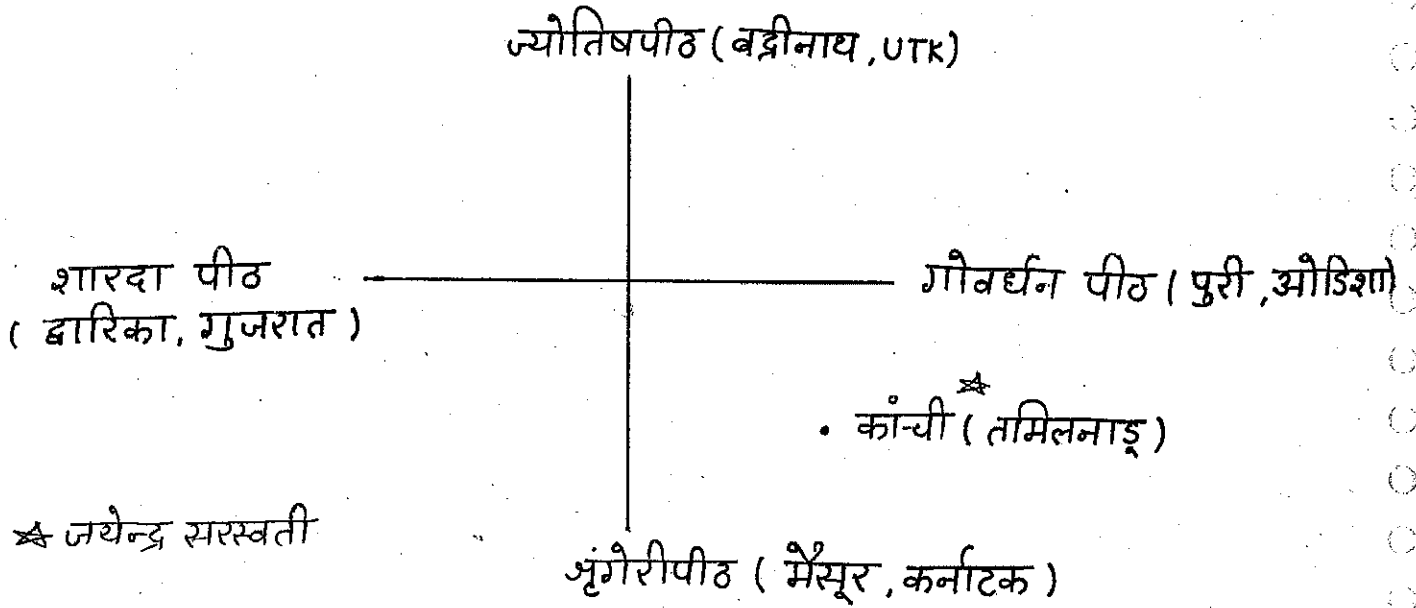 ज्योतिषपीठ ( बद्रीनाथ , UTK)
शारदा पीठ
( द्वारिका, गुजरात )
गोवर्धन पीठ ( पुरी , ओडिशा)
☆
• कांची ( तमिलनाडू )
☆ जयेन्द्र सरस्वती
श्रृंगेरीपीठ ( मैसूर , कर्नाटक )